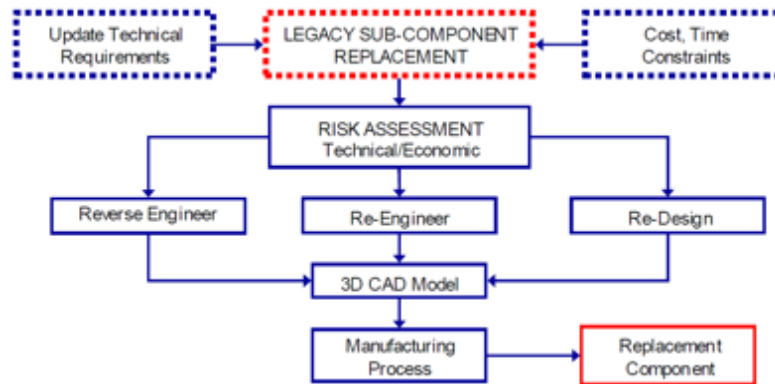 Update Technical
Requirements
LEGACY SUB-COMPONENT
REPLACEMENT
Cost, Time
Constraints
RISK ASSESSMENT
Technical/Economic
Reverse Engineer
Re-Engineer
Re-Design
3D CAD Model
Manufacturing
Process
Replacement
Component